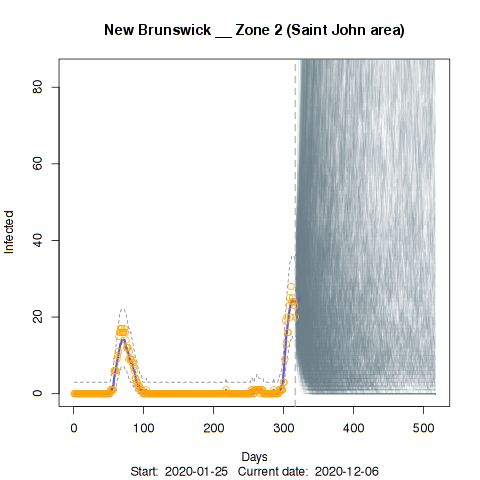 New Brunswick __ Zone 2 (Saint John area)
Infected
80
60
40
20
0
0 100 200 300 400 500
Days
Start: 2020-01-25 Current date: 2020-12-06